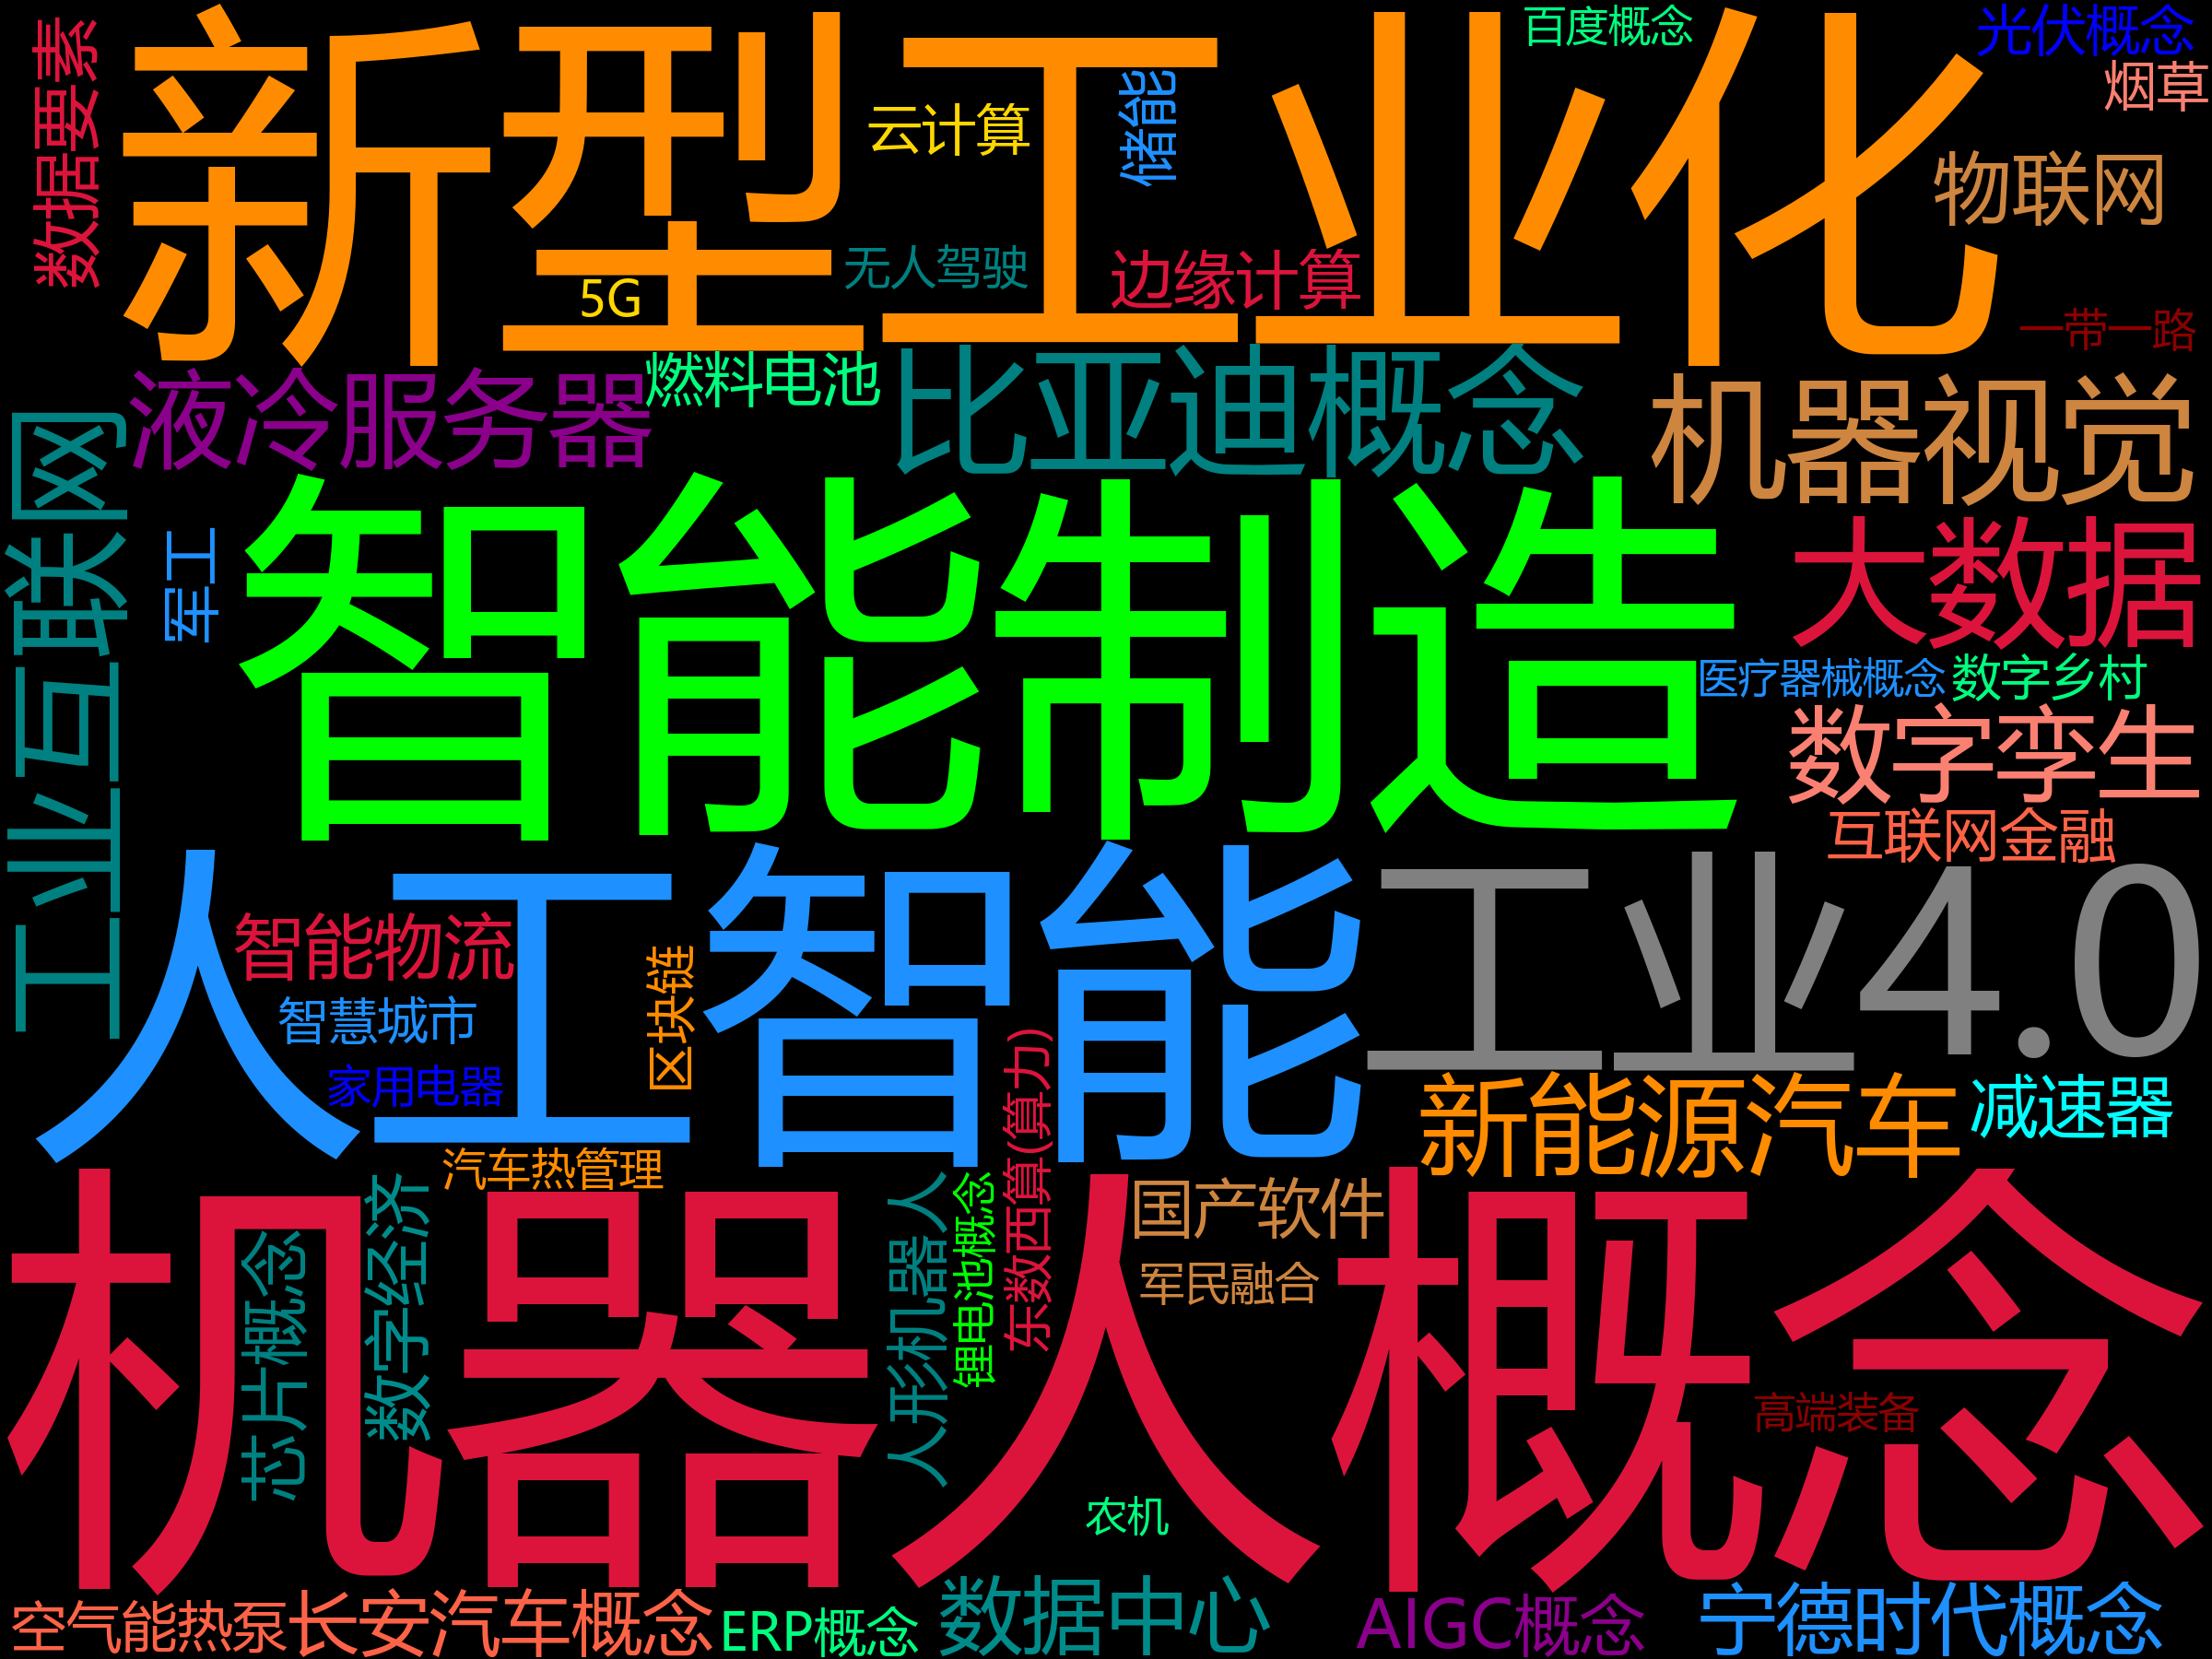 数据要素
新型工业化
百度概念
光伏概念
烟草
云计算
储能
物联网
5G
无人驾驶
边缘计算
一带一路
液冷服务器
燃料电池
比亚迪概念
机器视觉
工业互联网
军工
智能制造
大数据
医疗器械概念
数字乡村
数字孪生
互联网金融
人工智能
工业4.0
智能物流
智慧城市
家用电器
区块链
东数西算(算力)
新能源汽车
减速器
汽车热管理
机器人概念
芯片概念
数字经济
人形机器人
锂电池概念
国产软件
军民融合
高端装备
农机
空气能热泵
长安汽车概念
ERP概念
数据中心
AIGC概念
宁德时代概念